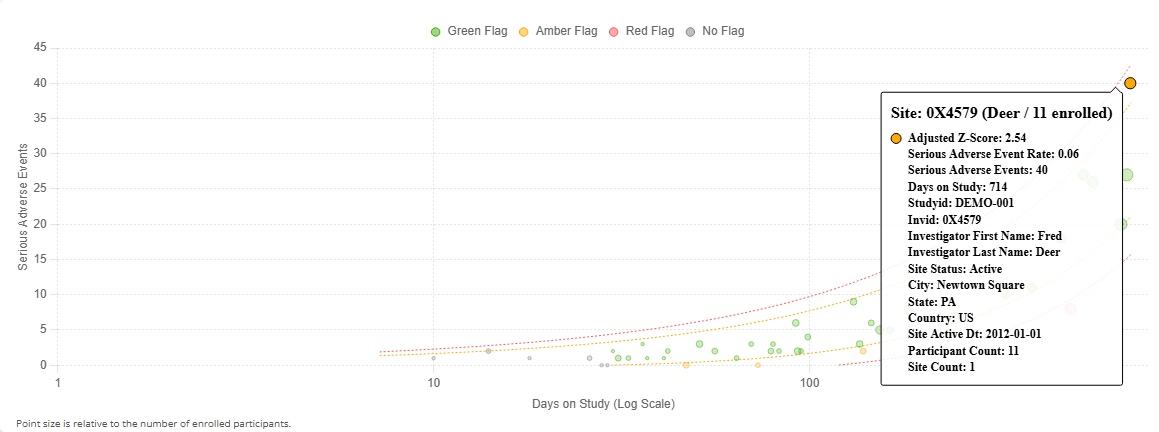 Green Flag Amber Flag Red Flag No Flag
45
40
35
30
25
20
15
10
5
0
Serious Adverse Events
1 10 100
Days on Study (Log Scale)
Site: 0X4579 (Deer / 11 enrolled)
Adjusted Z-Score: 2.54
Serious Adverse Event Rate: 0.06
Serious Adverse Events: 40
Days on Study: 714
Studyid: DEMO-001
Invid: 0X4579
Investigator First Name: Fred
Investigator Last Name: Deer
Site Status: Active
City: Newtown Square
State: PA
Country: US
Site Active Dt: 2012-01-01
Participant Count: 11
Site Count: 1
Point size is relative to the number of enrolled participants.